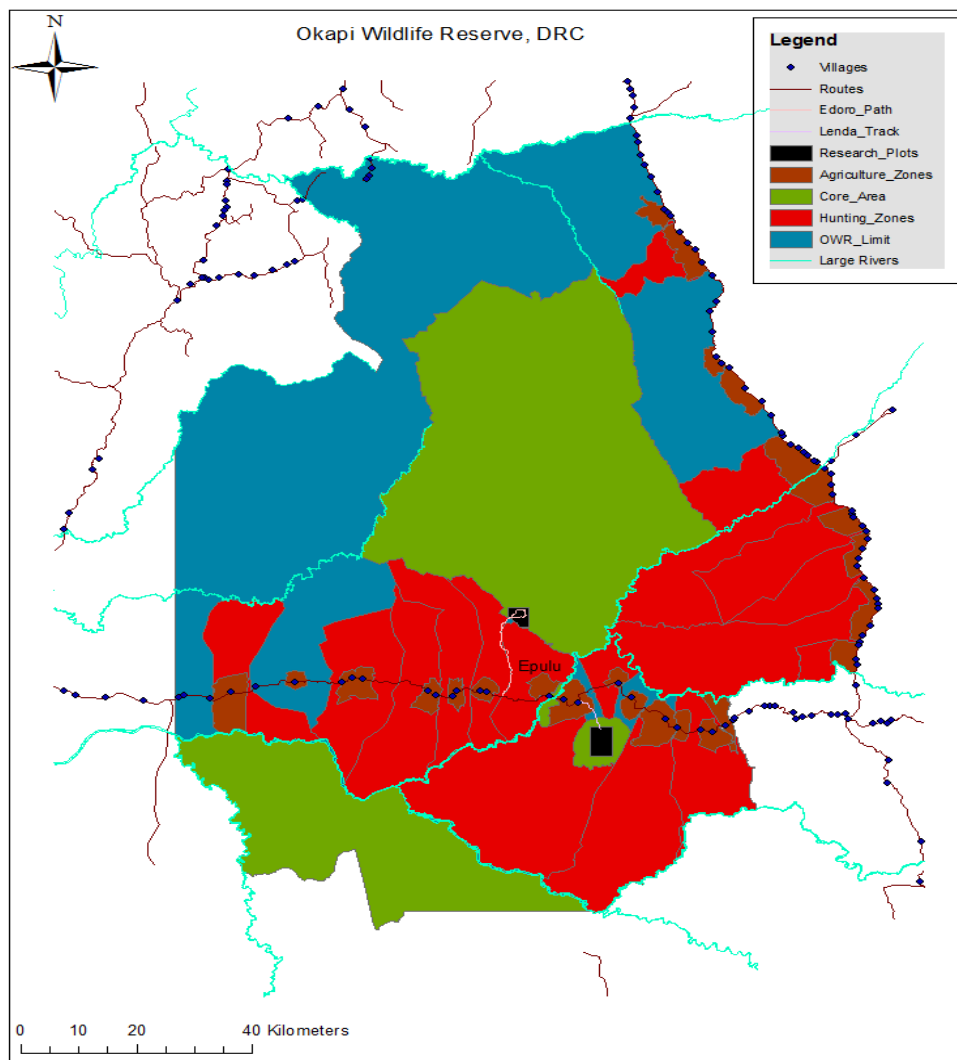 N
Okapi Wildlife Reserve, DRC
Legend
Villages
Routes
Edoro_Path
Lenda_Track
Research_Plots
Agriculture_Zones
Core_Area
Hunting_Zones
OWR_Limit
Large Rivers
Epulu
0 10 20 40 Kilometers